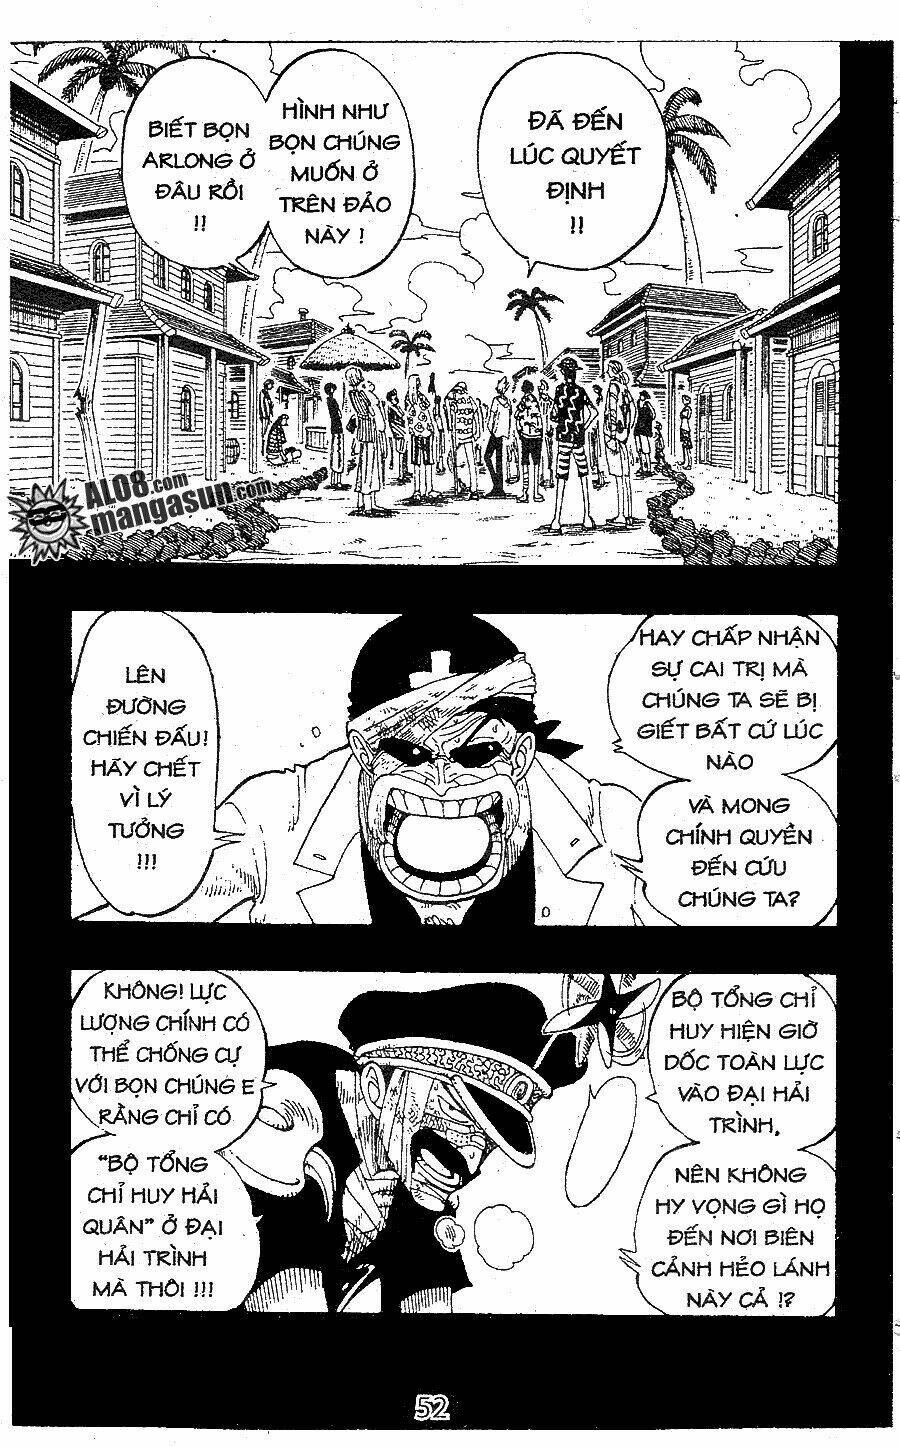 ĐÃ ĐẾN
LÚC QUYẾT
ĐỊNH
!!
HÌNH NHƯ
BỌN CHÚNG
MUỐN Ở
TRÊN ĐẢO
NÀY !
BIẾT BỌN
ARLONG Ở
ĐÂU RỒI
!!
AL08.com
mangasun.com
HAY CHẤP NHẬN
SỰ CAI TRỊ MÀ
CHÚNG TA SẼ BỊ
GIẾT BẤT CỨ LÚC
NÀO
VÀ MONG
CHÍNH QUYỀN
ĐẾN CỨU
CHÚNG TA?
LÊN
ĐƯỜNG
CHIẾN ĐẤU!
HÃY CHẾT
VÌ LÝ
TƯỞNG
!!!
BỘ TỔNG CHỈ
HUY HIỆN GIỜ
DỐC TOÀN LỰC
VÀO ĐẠI HẢI
TRÌNH.
NÊN KHÔNG
HY VỌNG GÌ HỌ
ĐẾN NƠI BIÊN
CẢNH HẺO LÁNH
NÀY CẢ !?
KHÔNG! LỰC
LƯỢNG CHÍNH CÓ
THỂ CHỐNG CỰ
VỚI BỌN CHÚNG E
RẰNG CHỈ CÓ
"BỘ TỔNG
CHỈ HUY HẢI
QUÂN" Ở ĐẠI
HẢI TRÌNH
MÀ THÔI !!!
52